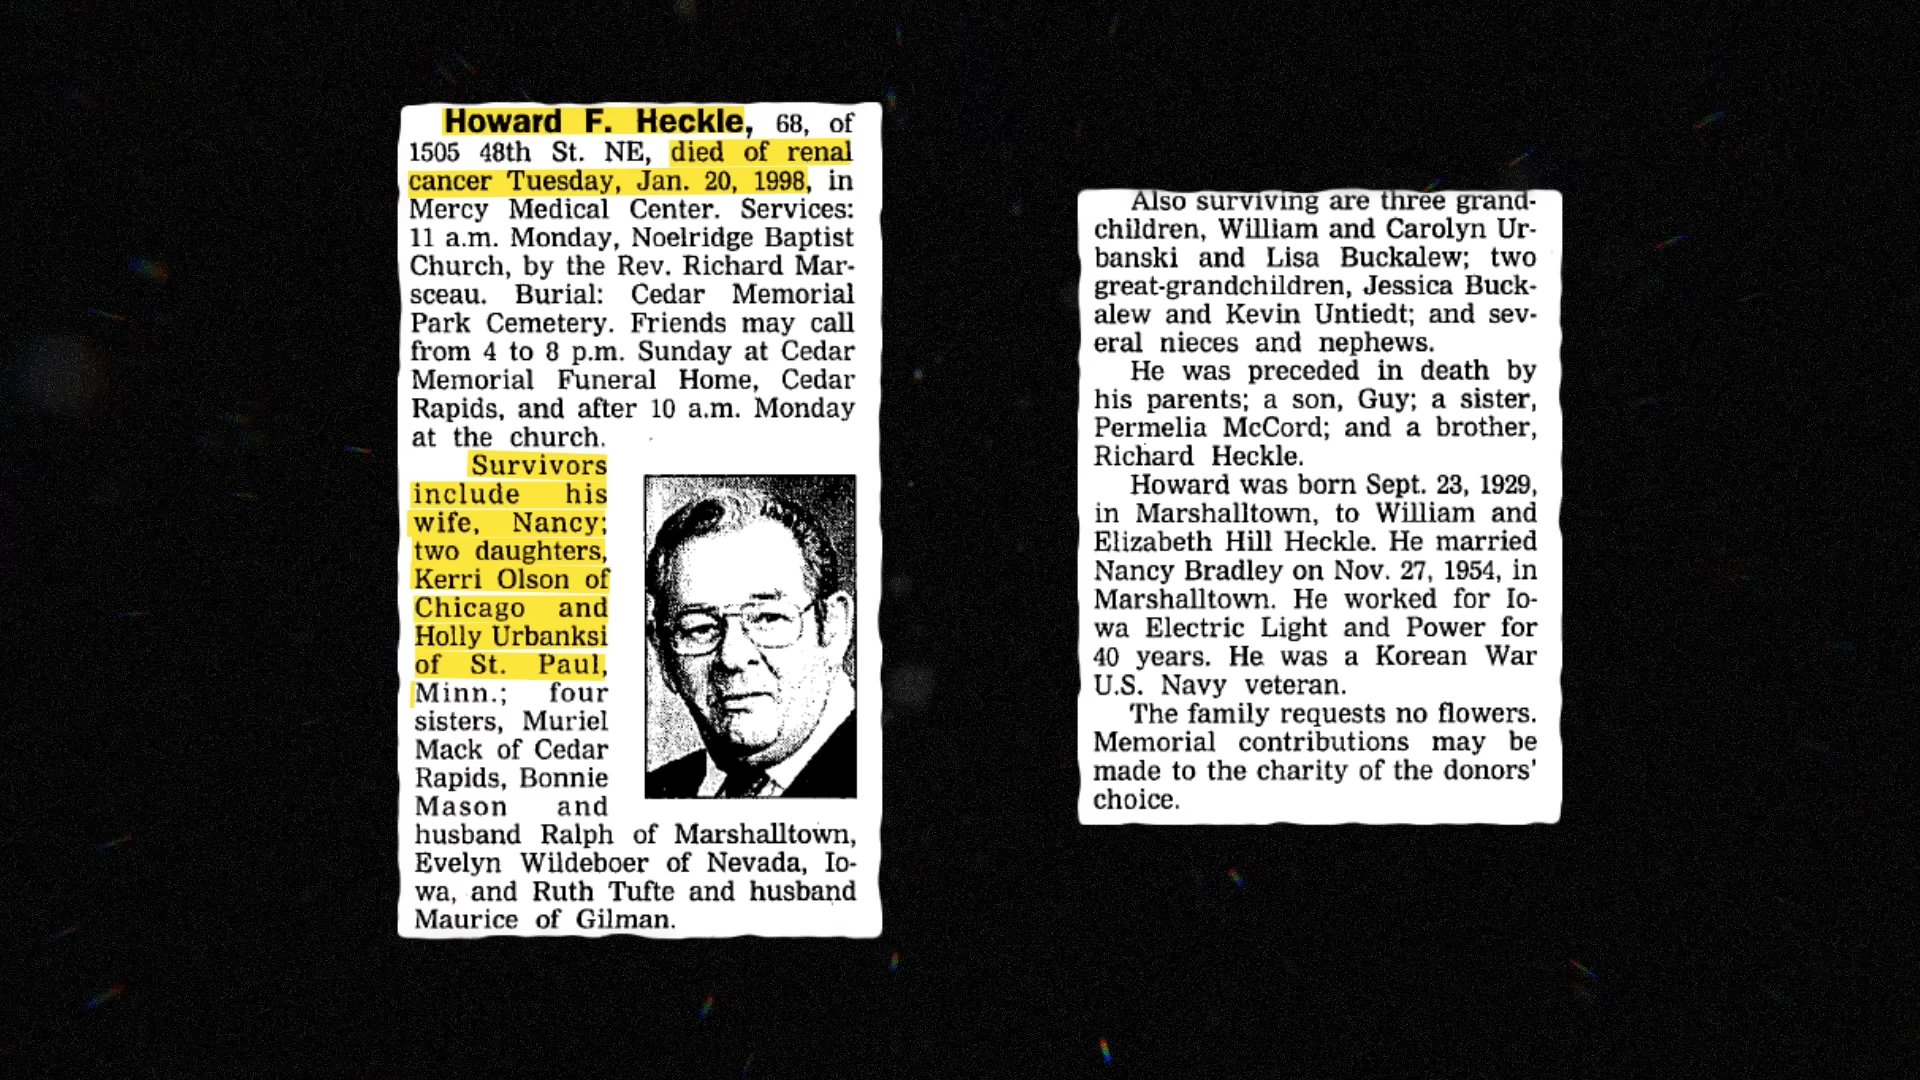 Howard F. Heckle, 68, of
1505 48th St. NE, died of renal
cancer Tuesday, Jan. 20, 1998, in
Mercy Medical Center. Services:
11 a.m. Monday, Noelridge Baptist
Church, by the Rev. Richard Mar-
sceau. Burial: Cedar Memorial
Park Cemetery. Friends may call
from 4 to 8 p.m. Sunday at Cedar
Memorial Funeral Home, Cedar
Rapids, and after 10 a.m. Monday
at the church.
Survivors
include his
wife, Nancy;
two daughters,
Kerri Olson of
Chicago and
Holly Urbanksi
of St. Paul,
Minn.; four
sisters, Muriel
Mack of Cedar
Rapids, Bonnie
Mason and
husband Ralph of Marshalltown,
Evelyn Wildeboer of Nevada, Io-
wa, and Ruth Tufte and husband
Maurice of Gilman.
Also surviving are three grand-
children, William and Carolyn Ur-
banski and Lisa Buckalew; two
great-grandchildren, Jessica Buck-
alew and Kevin Untiedt; and sev-
eral nieces and nephews.
He was preceded in death by
his parents; a son, Guy; a sister,
Permelia McCord; and a brother,
Richard Heckle.
Howard was born Sept. 23, 1929,
in Marshalltown, to William and
Elizabeth Hill Heckle. He married
Nancy Bradley on Nov. 27, 1954, in
Marshalltown. He worked for Io-
wa Electric Light and Power for
40 years. He was a Korean War
U.S. Navy veteran.
The family requests no flowers.
Memorial contributions may be
made to the charity of the donors'
choice.